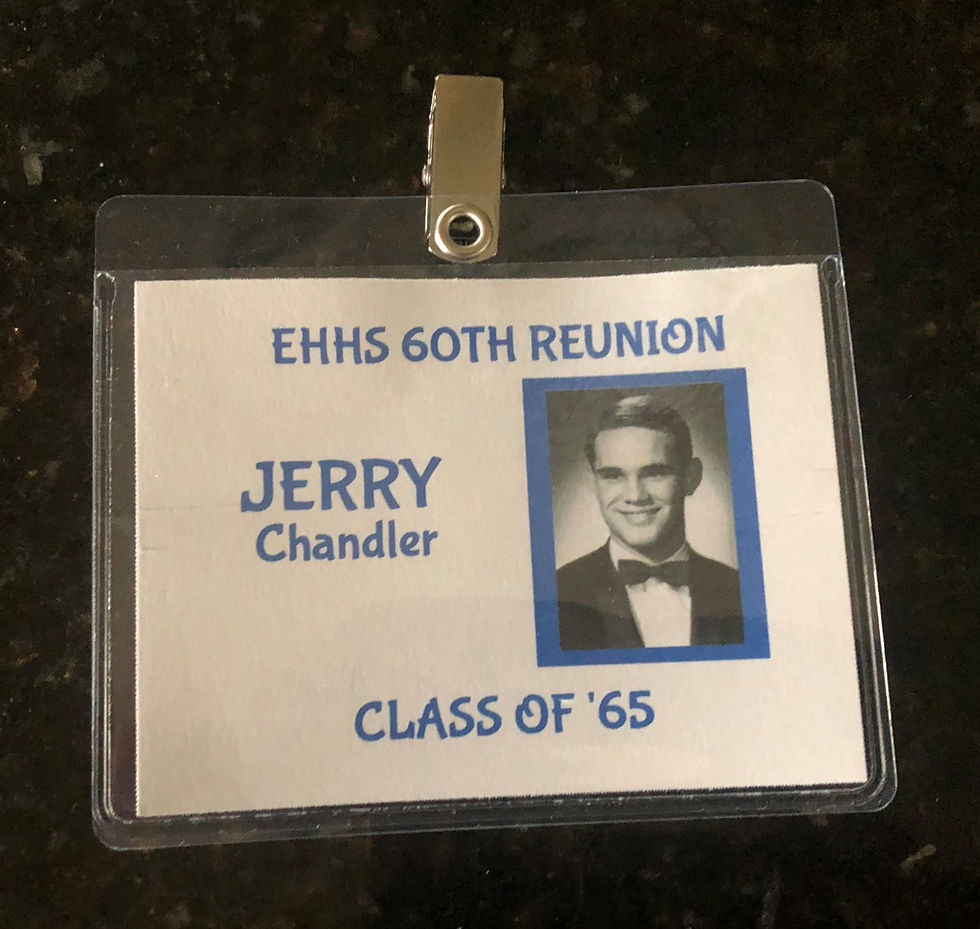 EHHS 60TH REUNION
JERRY
Chandler
CLASS OF '65